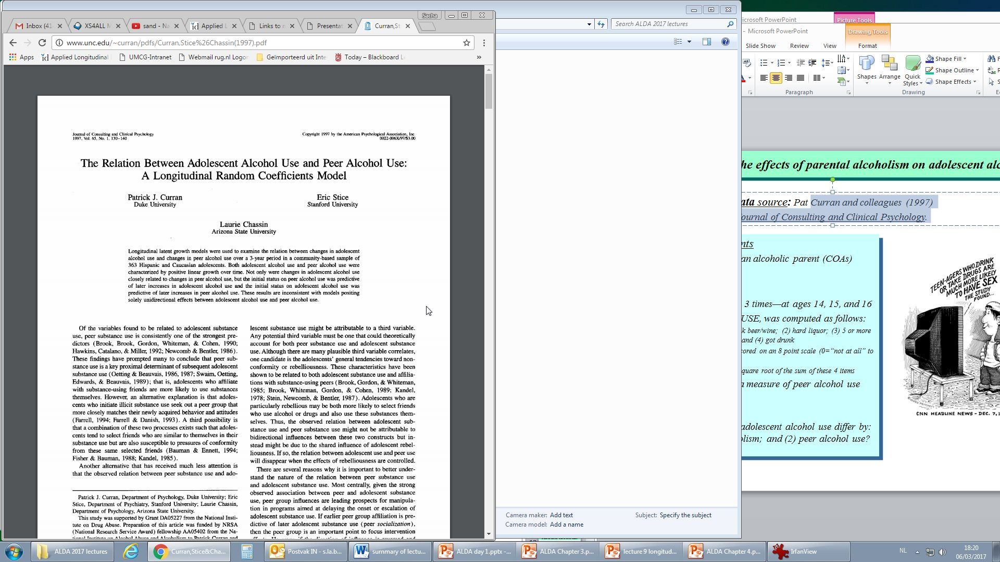 Sacha
Inbox (41
XS4ALL M
sand - Na
Applied L
Links to n
Presentat
Curran,St
www.unc.edu/~curran/pdfs/Curran,Stice%26Chassin(1997).pdf
Apps
Applied Longitudinal
UMCG-Intranet
Webmail rug.nl Logon
Geïmporteerd uit Inte
Today – Blackboard L
»
Journal of Consulting and Clinical Psychology
1997, Vol. 65, No. 1, 130-140
Copyright 1997 by the American Psychological Association, Inc.
0022-006X/97/$3.00
The Relation Between Adolescent Alcohol Use and Peer Alcohol Use:
A Longitudinal Random Coefficients Model
Patrick J. Curran
Duke University
Eric Stice
Stanford University
Laurie Chassin
Arizona State University
Longitudinal latent growth models were used to examine the relation between changes in adolescent
alcohol use and changes in peer alcohol use over a 3-year period in a community-based sample of
363 Hispanic and Caucasian adolescents. Both adolescent alcohol use and peer alcohol use were
characterized by positive linear growth over time. Not only were changes in adolescent alcohol use
closely related to changes in peer alcohol use, but the initial status on peer alcohol use was predictive
of later increases in adolescent alcohol use and the initial status on adolescent alcohol use was
predictive of later increases in peer alcohol use. These results are inconsistent with models positing
solely unidirectional effects between adolescent alcohol use and peer alcohol use.
Of the variables found to be related to adolescent substance
use, peer substance use is consistently one of the strongest pre-
dictors (Brook, Brook, Gordon, Whiteman, & Cohen, 1990;
Hawkins, Catalano, & Miller, 1992; Newcomb & Bentler, 1986).
These findings have prompted many to conclude that peer sub-
stance use is a key proximal determinant of subsequent adolescent
substance use (Oetting & Beauvais, 1986, 1987; Swaim, Oetting,
Edwards, & Beauvais, 1989); that is, adolescents who affiliate
with substance-using friends are more likely to use substances
themselves. However, an alternative explanation is that adoles-
cents who initiate illicit substance use seek out a peer group that
more closely matches their newly acquired behavior and attitudes
(Farrell, 1994; Farrell & Danish, 1993). A third possibility is
that a combination of these two processes exists such that adoles-
cents tend to select friends who are similar to themselves in their
substance use but are also susceptible to pressures of conformity
from these same selected friends (Bauman & Ennett, 1994;
Fisher & Bauman, 1988; Kandel, 1985).
Another alternative that has received much less attention is
that the observed relation between peer substance use and ado-
Patrick J. Curran, Department of Psychology, Duke University; Eric
Stice, Department of Psychiatry, Stanford University; Laurie Chassin,
Department of Psychology, Arizona State University.
This study was supported by Grant DA05227 from the National Insti-
tute on Drug Abuse. Preparation of this article was funded by NRSA
(National Research Service Award) fellowship AA05402 from the Na-
tional Institute on Alcohol Abuse and Alcoholism to Patrick Curran and
lescent substance use might be attributable to a third variable.
Any potential third variable must be one that could theoretically
account for both peer substance use and adolescent substance
use. Although there are many plausible third variable correlates,
one candidate is the adolescents' general tendencies toward non-
conformity or rebelliousness. These characteristics have been
shown to be related to both adolescent substance use and affilia-
tions with substance-using peers (Brook, Gordon, & Whiteman,
1985; Brook, Whiteman, Gordon, & Cohen, 1989; Kandel,
1978; Stein, Newcomb, & Bentler, 1987). Adolescents who are
particularly rebellious may be both more likely to select friends
who use alcohol or drugs and also use these substances them-
selves. Thus, the observed relation between adolescent sub-
stance use and peer substance use might not be attributable to
bidirectional influences between these two constructs but in-
stead might be due to the shared influence of adolescent rebel-
liousness. If so, the relation between adolescent use and peer use
will disappear when the effects of rebelliousness are controlled.
There are several reasons why it is important to better under-
stand the nature of the relation between peer substance use
and adolescent substance use. Most centrally, given the strong
observed association between peer and adolescent substance
use, peer group influences are leading prospects for manipula-
tion in programs aimed at delaying the onset or escalation of
adolescent substance use. If earlier peer group affiliation is pre-
dictive of later adolescent substance use (peer socialization),
then the peer group is an important point to focus intervention
Search ALDA 2017 lectures
Camera maker: Add text
Subject: Specify the subject
Camera model: Add a name
icrosoft PowerPoint
Picture Tools
- Microsoft PowerPoint
Drawing Tools
Slide Show
Review
View
Format
Shapes
Arrange
Quick
Styles
Shape Fill
Shape Outline
Shape Effects
Paragraph
Drawing
he effects of parental alcoholism on adolescent alc
ata source: Pat Curran and colleagues (1997)
ournal of Consulting and Clinical Psychology.
nts
an alcoholic parent (COAs)
3 times—at ages 14, 15, and 16
USE, was computed as follows:
k beer/wine; (2) hard liquor; (3) 5 or more
and (4) got drunk
ored on an 8 point scale (0=“not at all” to
quare root of the sum of these 4 items
a measure of peer alcohol use
adolescent alcohol use differ by:
lism; and (2) peer alcohol use?
TEEN-AGERS WHO DRINK
OR TAKE DRUGS ARE
MUCH MORE LIKELY
TO HAVE SEX
THE STUDY
FOUND...
CNN HEADLINE NEWS - DEC. 7, 1
ALDA 2017 lectures
Curran,Stice&Cha...
Postvak IN - s.la.b...
summary of lectu...
ALDA day 1.pptx -...
ALDA Chapter 3.p...
lecture 9 longitud...
ALDA Chapter 4.p...
IrfanView
NL
18:20
06/03/2017